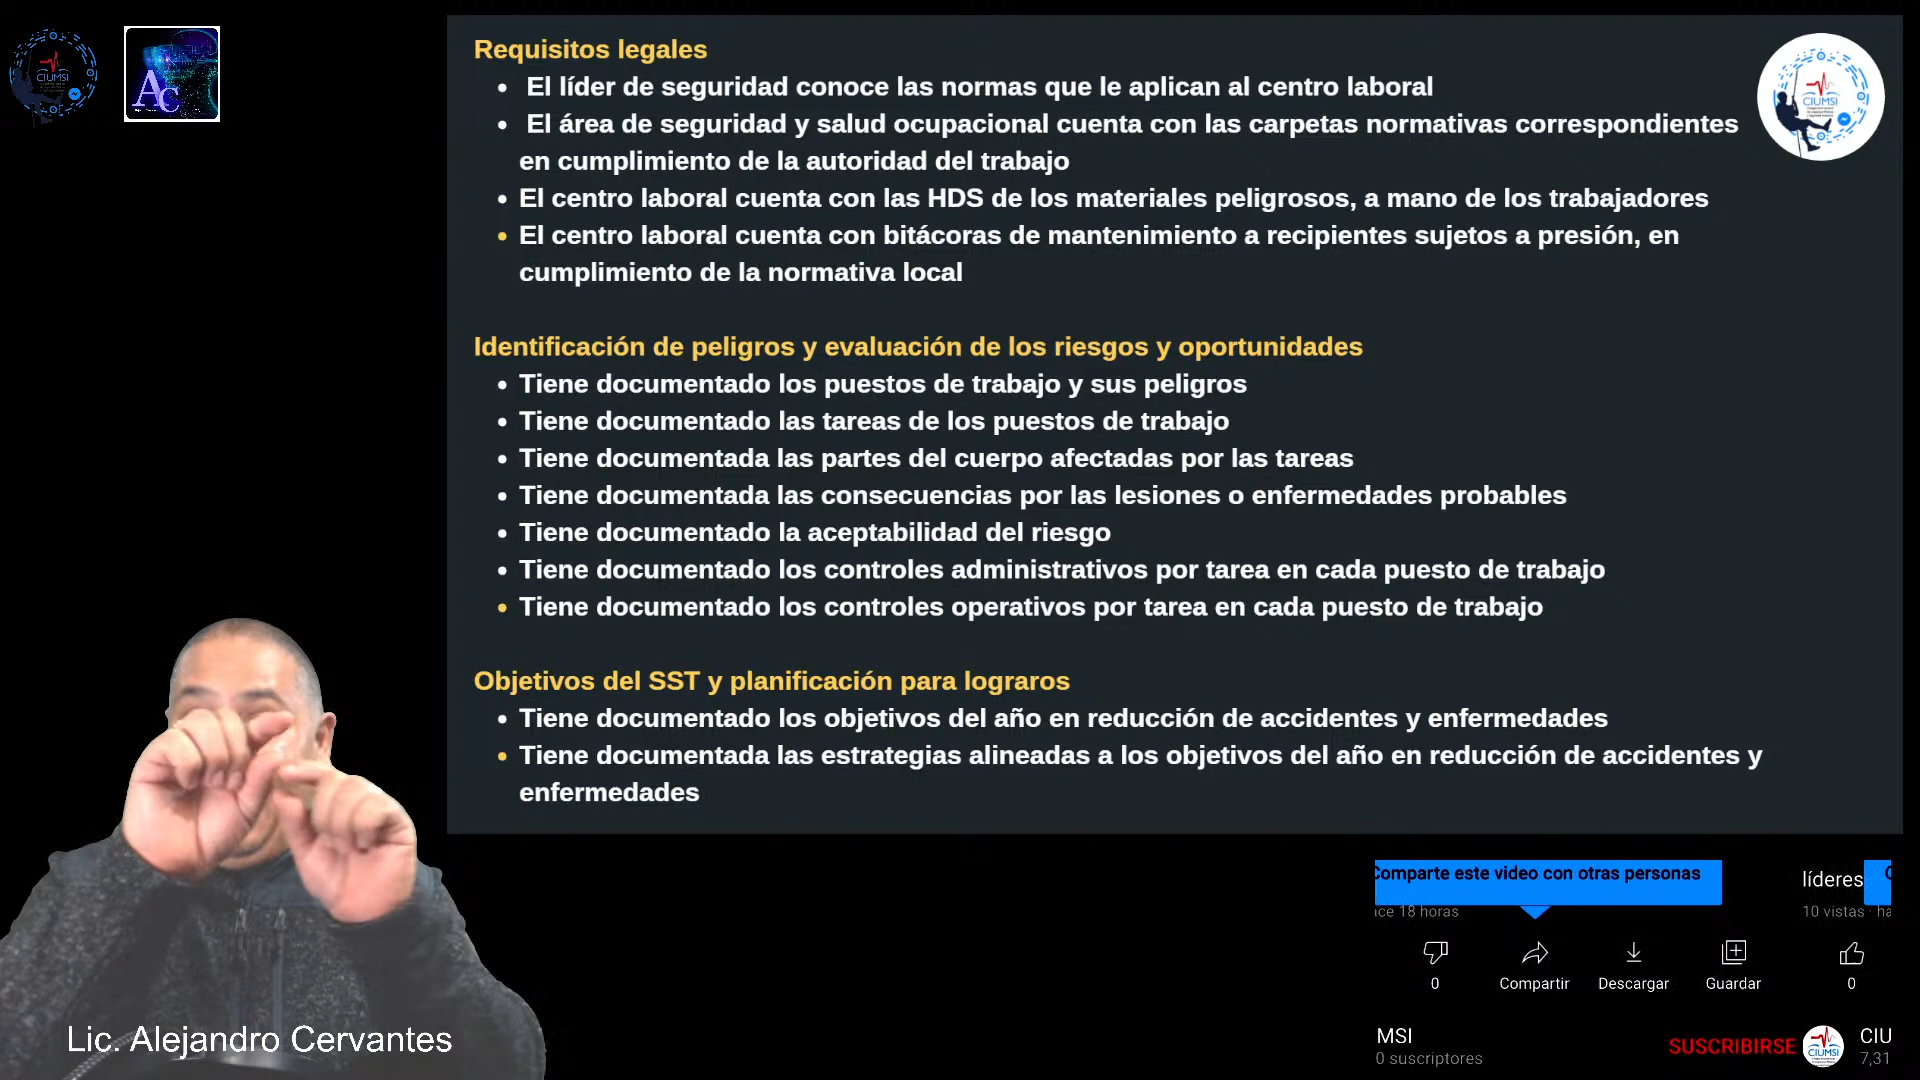 CIUMSI
AC
Requisitos legales
El líder de seguridad conoce las normas que le aplican al centro laboral
El área de seguridad y salud ocupacional cuenta con las carpetas normativas correspondientes
en cumplimiento de la autoridad del trabajo
El centro laboral cuenta con las HDS de los materiales peligrosos, a mano de los trabajadores
El centro laboral cuenta con bitácoras de mantenimiento a recipientes sujetos a presión, en
cumplimiento de la normativa local
CIUMSI
Identificación de peligros y evaluación de los riesgos y oportunidades
Tiene documentado los puestos de trabajo y sus peligros
Tiene documentado las tareas de los puestos de trabajo
Tiene documentada las partes del cuerpo afectadas por las tareas
Tiene documentada las consecuencias por las lesiones o enfermedades probables
Tiene documentado la aceptabilidad del riesgo
Tiene documentado los controles administrativos por tarea en cada puesto de trabajo
Tiene documentado los controles operativos por tarea en cada puesto de trabajo
Objetivos del SST y planificación para lograros
Tiene documentado los objetivos del año en reducción de accidentes y enfermedades
Tiene documentada las estrategias alineadas a los objetivos del año en reducción de accidentes y
enfermedades
Comparte este video con otras personas
líderes
ace 18 horas
10 vistas · ha
0
Compartir
Descargar
Guardar
0
MSI
0 suscriptores
SUSCRIBIRSE
CIUMSI
CIU
7,31
Lic. Alejandro Cervantes